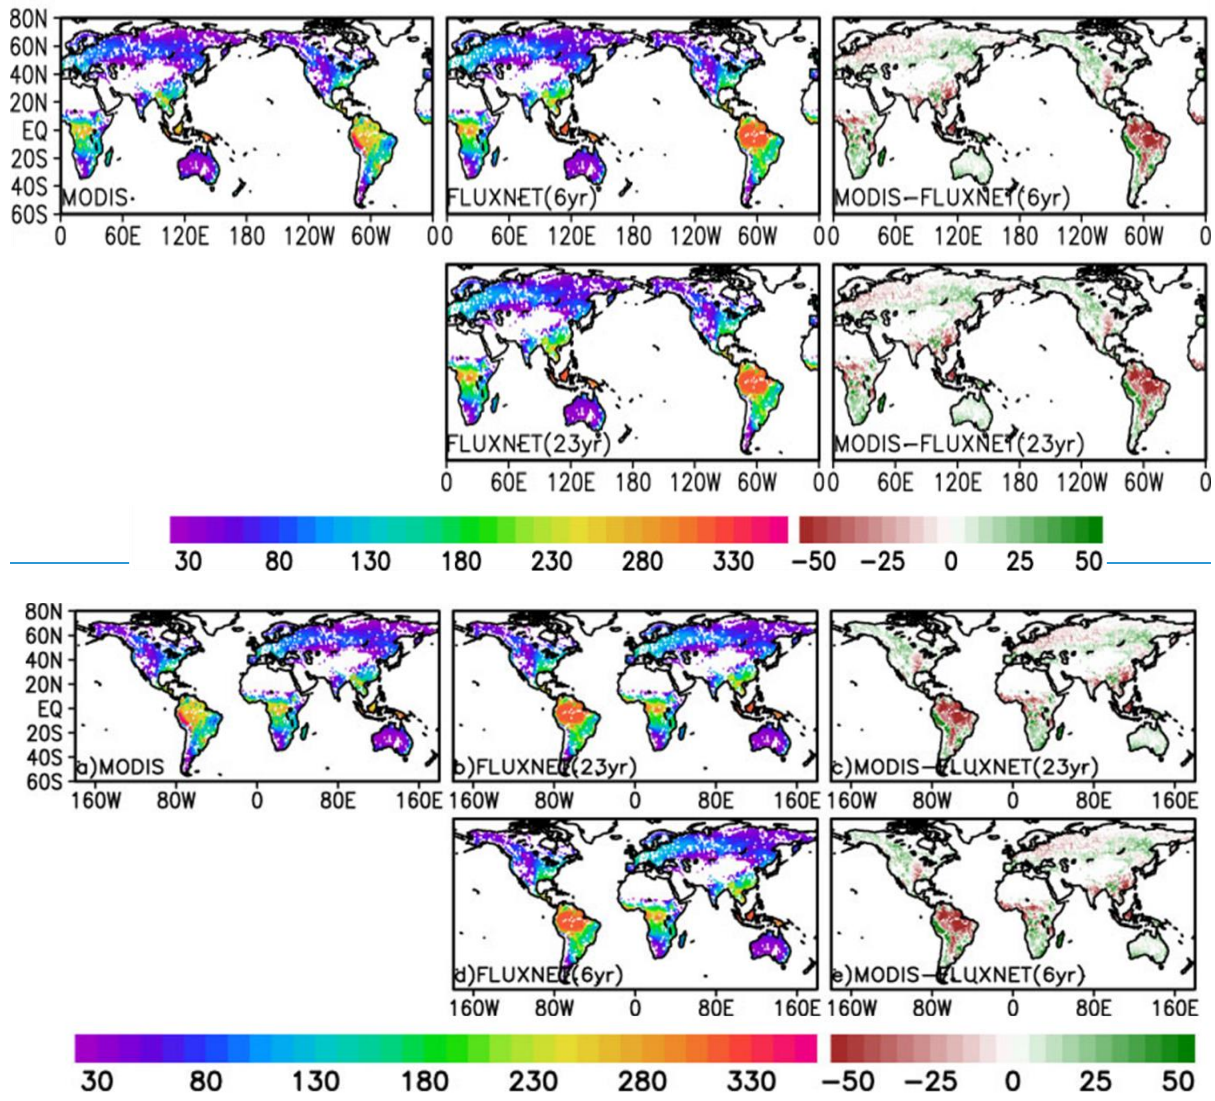 80N
60N
40N
20N
EQ
20S
40S
60S
MODIS
FLUXNET(6yr)
MODIS-FLUXNET(6yr)
0 60E 120E 180 120W 60W 0 0 60E 120E 180 120W 60W 0 0 60E 120E 180 120W 60W 0
FLUXNET(23yr)
MODIS-FLUXNET(23yr)
0 60E 120E 180 120W 60W 0 0 60E 120E 180 120W 60W 0
30 80 130 180 230 280 330 -50 -25 0 25 50
80N
60N
40N
20N
EQ
20S
40S
60S
a)MODIS
b)FLUXNET(23yr)
c)MODIS-FLUXNET(23yr)
160W 80W 0 80E 160E 160W 80W 0 80E 160E 160W 80W 0 80E 160E
d)FLUXNET(6yr)
e)MODIS-FLUXNET(6yr)
160W 80W 0 80E 160E 160W 80W 0 80E 160E
30 80 130 180 230 280 330 -50 -25 0 25 50